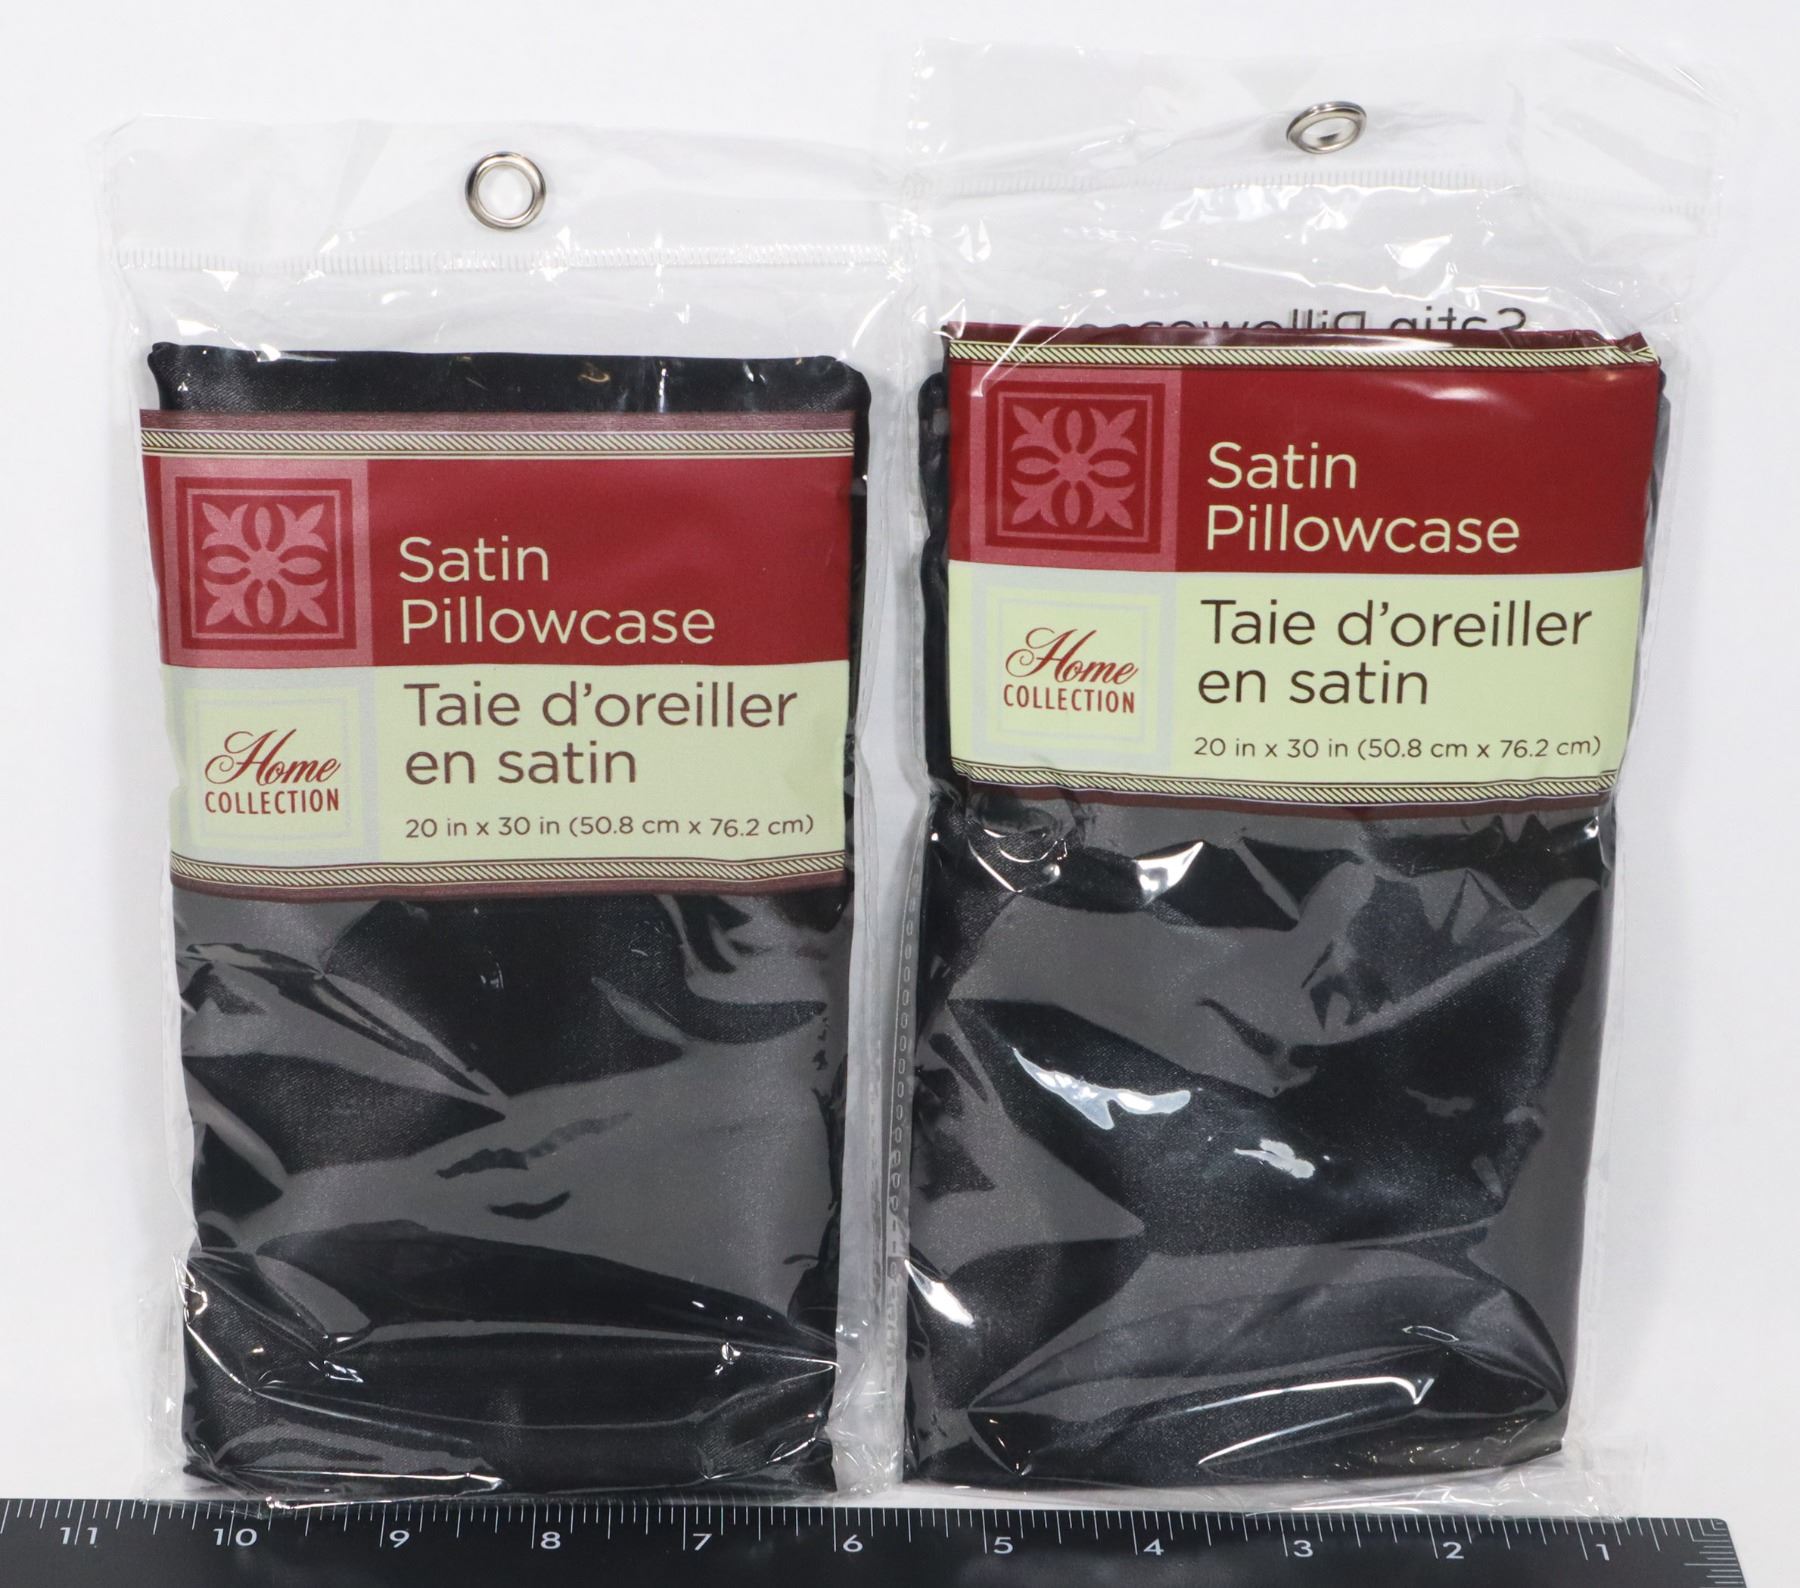 Satin
Pillowcase
Taie d'oreiller
en satin
Home
COLLECTION
20 in x 30 in (50.8 cm x 76.2 cm)
Satin Pillowcase
Satin
Pillowcase
Taie d'oreiller
en satin
Home
COLLECTION
20 in x 30 in (50.8 cm x 76.2 cm)
11 10 9 8 7 6 5 4 3 2 1